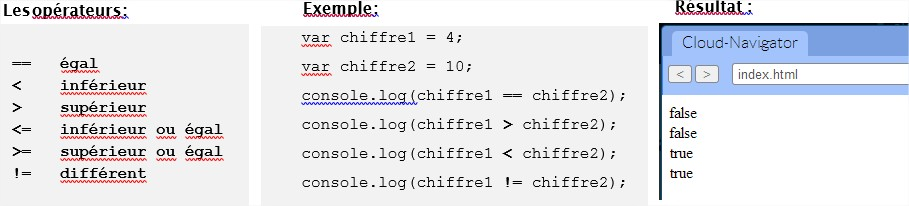 Les opérateurs:
== égal
< inférieur
> supérieur
<= inférieur ou égal
>= supérieur ou égal
!= différent
Exemple:
var chiffre1 = 4;
var chiffre2 = 10;
console.log(chiffre1 == chiffre2);
console.log(chiffre1 > chiffre2);
console.log(chiffre1 < chiffre2);
console.log(chiffre1 != chiffre2);
Résultat :
Cloud-Navigator
< > index.html
false
false
true
true